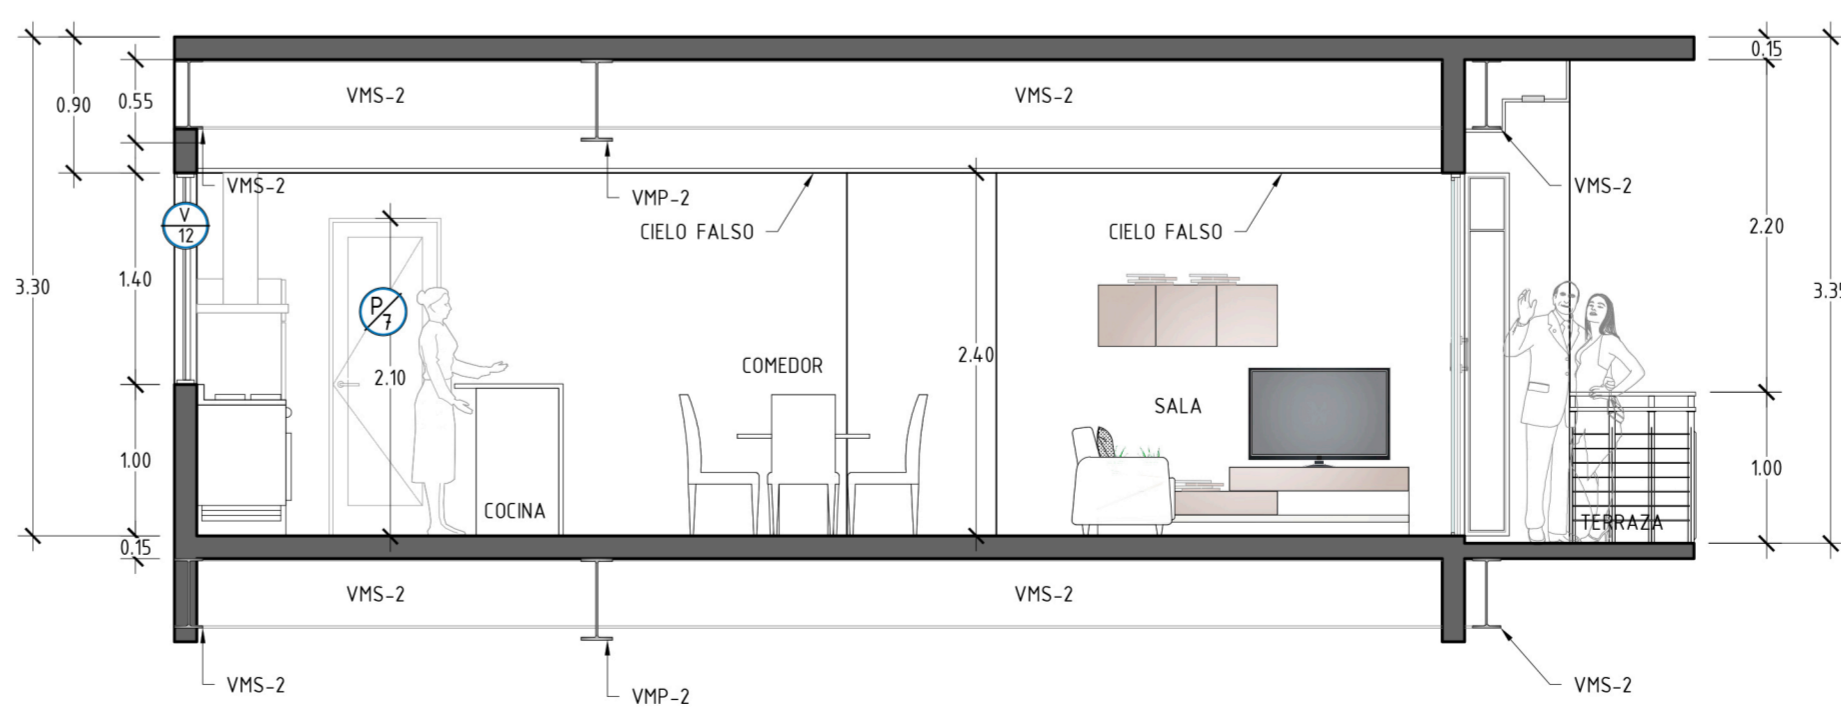 0.15
0.55
VMS-2
VMS-2
0.90
VMS-2
VMP-2
VMS-2
V
12
CIELO FALSO
CIELO FALSO
2.20
3.30
1.40
P
7
2.40
2.10
COMEDOR
SALA
1.00
1.00
COCINA
TERRAZA
0.15
VMS-2
VMS-2
VMS-2
VMP-2
VMS-2